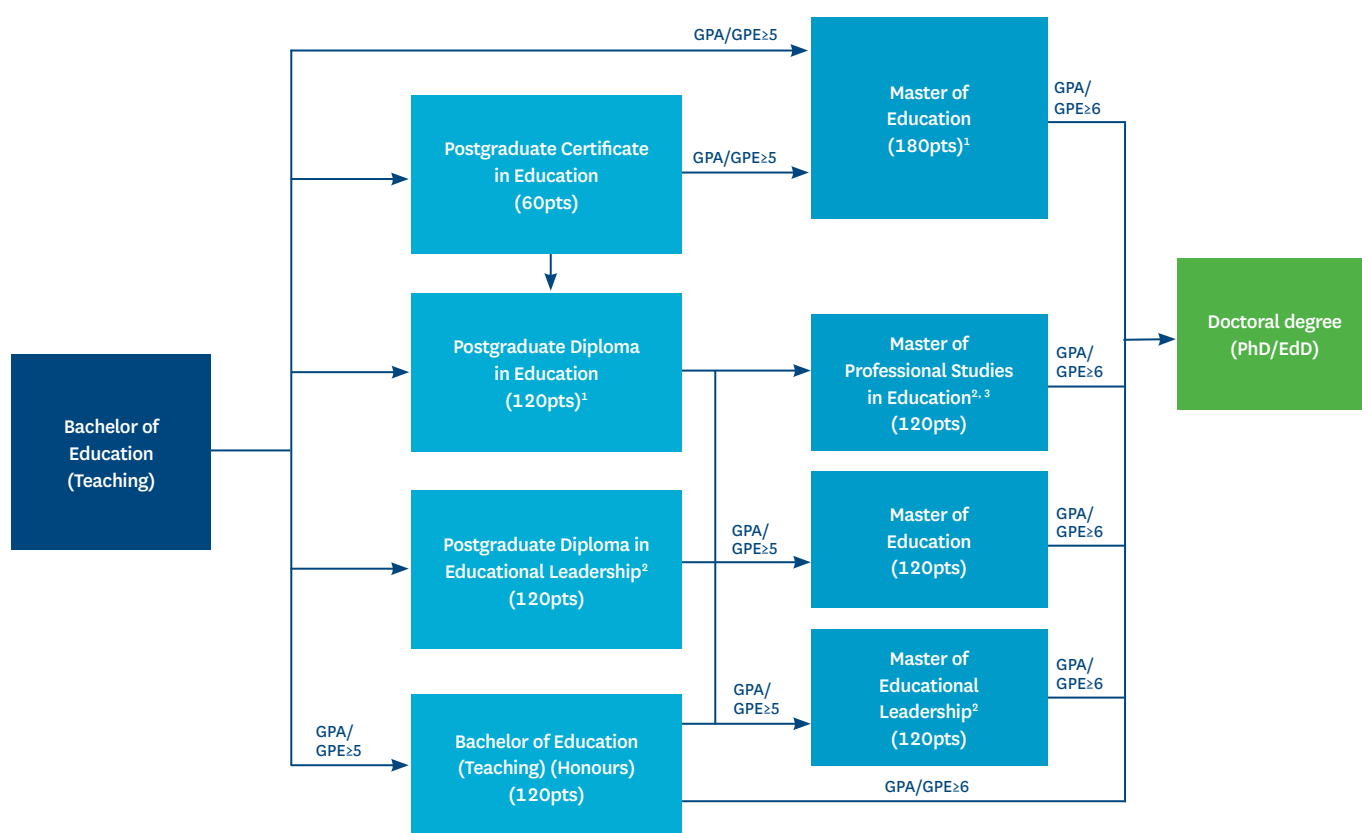 GPA/GPE≥5
Master of
Education
(180pts)¹
GPA/
GPE≥6
Postgraduate Certificate
in Education
(60pts)
GPA/GPE≥5
Postgraduate Diploma
in Education
(120pts)¹
Master of
Professional Studies
in Education², ³
(120pts)
GPA/
GPE≥6
Doctoral degree
(PhD/EdD)
Bachelor of
Education
(Teaching)
Postgraduate Diploma in
Educational Leadership²
(120pts)
GPA/
GPE≥5
Master of
Education
(120pts)
GPA/
GPE≥6
GPA/
GPE≥5
Bachelor of Education
(Teaching) (Honours)
(120pts)
GPA/
GPE≥5
Master of
Educational
Leadership²
(120pts)
GPA/
GPE≥6
GPA/GPE≥6